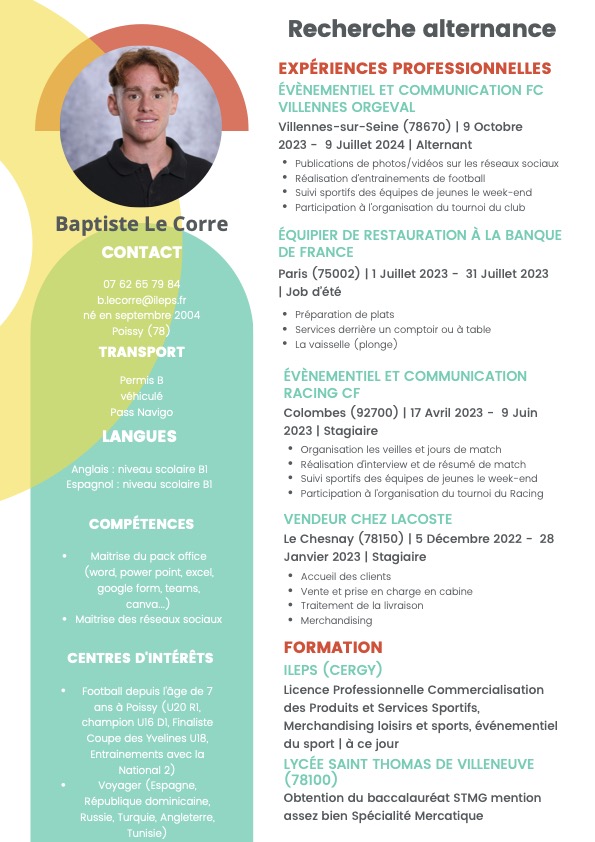 Recherche alternance
Baptiste Le Corre
CONTACT
07 62 65 79 84
b.lecorre@ileps.fr
né en septembre 2004
Poissy (78)
TRANSPORT
Permis B
véhiculé
Pass Navigo
LANGUES
Anglais : niveau scolaire B1
Espagnol : niveau scolaire B1
COMPÉTENCES
• Maitrise du pack office
(word, power point, excel,
google form, teams,
canva...)
• Maitrise des réseaux sociaux
CENTRES D'INTÉRÊTS
• Football depuis l'âge de 7
ans à Poissy (U20 R1,
champion U16 D1, Finaliste
Coupe des Yvelines U18,
Entrainements avec la
National 2)
• Voyager (Espagne,
République dominicaine,
Russie, Turquie, Angleterre,
Tunisie)
EXPÉRIENCES PROFESSIONNELLES
ÉVÈNEMENTIEL ET COMMUNICATION FC
VILLENNES ORGEVAL
Villennes-sur-Seine (78670) | 9 Octobre
2023 - 9 Juillet 2024 | Alternant
• Publications de photos/vidéos sur les réseaux sociaux
• Réalisation d'entrainements de football
• Suivi sportifs des équipes de jeunes le week-end
• Participation à l'organisation du tournoi du club
ÉQUIPIER DE RESTAURATION À LA BANQUE
DE FRANCE
Paris (75002) | 1 Juillet 2023 - 31 Juillet 2023
| Job d'été
• Préparation de plats
• Services derrière un comptoir ou à table
• La vaisselle (plonge)
ÉVÈNEMENTIEL ET COMMUNICATION
RACING CF
Colombes (92700) | 17 Avril 2023 - 9 Juin
2023 | Stagiaire
• Organisation les veilles et jours de match
• Réalisation d'interview et de résumé de match
• Suivi sportifs des équipes de jeunes le week-end
• Participation à l'organisation du tournoi du Racing
VENDEUR CHEZ LACOSTE
Le Chesnay (78150) | 5 Décembre 2022 - 28
Janvier 2023 | Stagiaire
• Accueil des clients
• Vente et prise en charge en cabine
• Traitement de la livraison
• Merchandising
FORMATION
ILEPS (CERGY)
Licence Professionnelle Commercialisation
des Produits et Services Sportifs,
Merchandising loisirs et sports, événementiel
du sport | à ce jour
LYCÉE SAINT THOMAS DE VILLENEUVE
(78100)
Obtention du baccalauréat STMG mention
assez bien Spécialité Mercatique